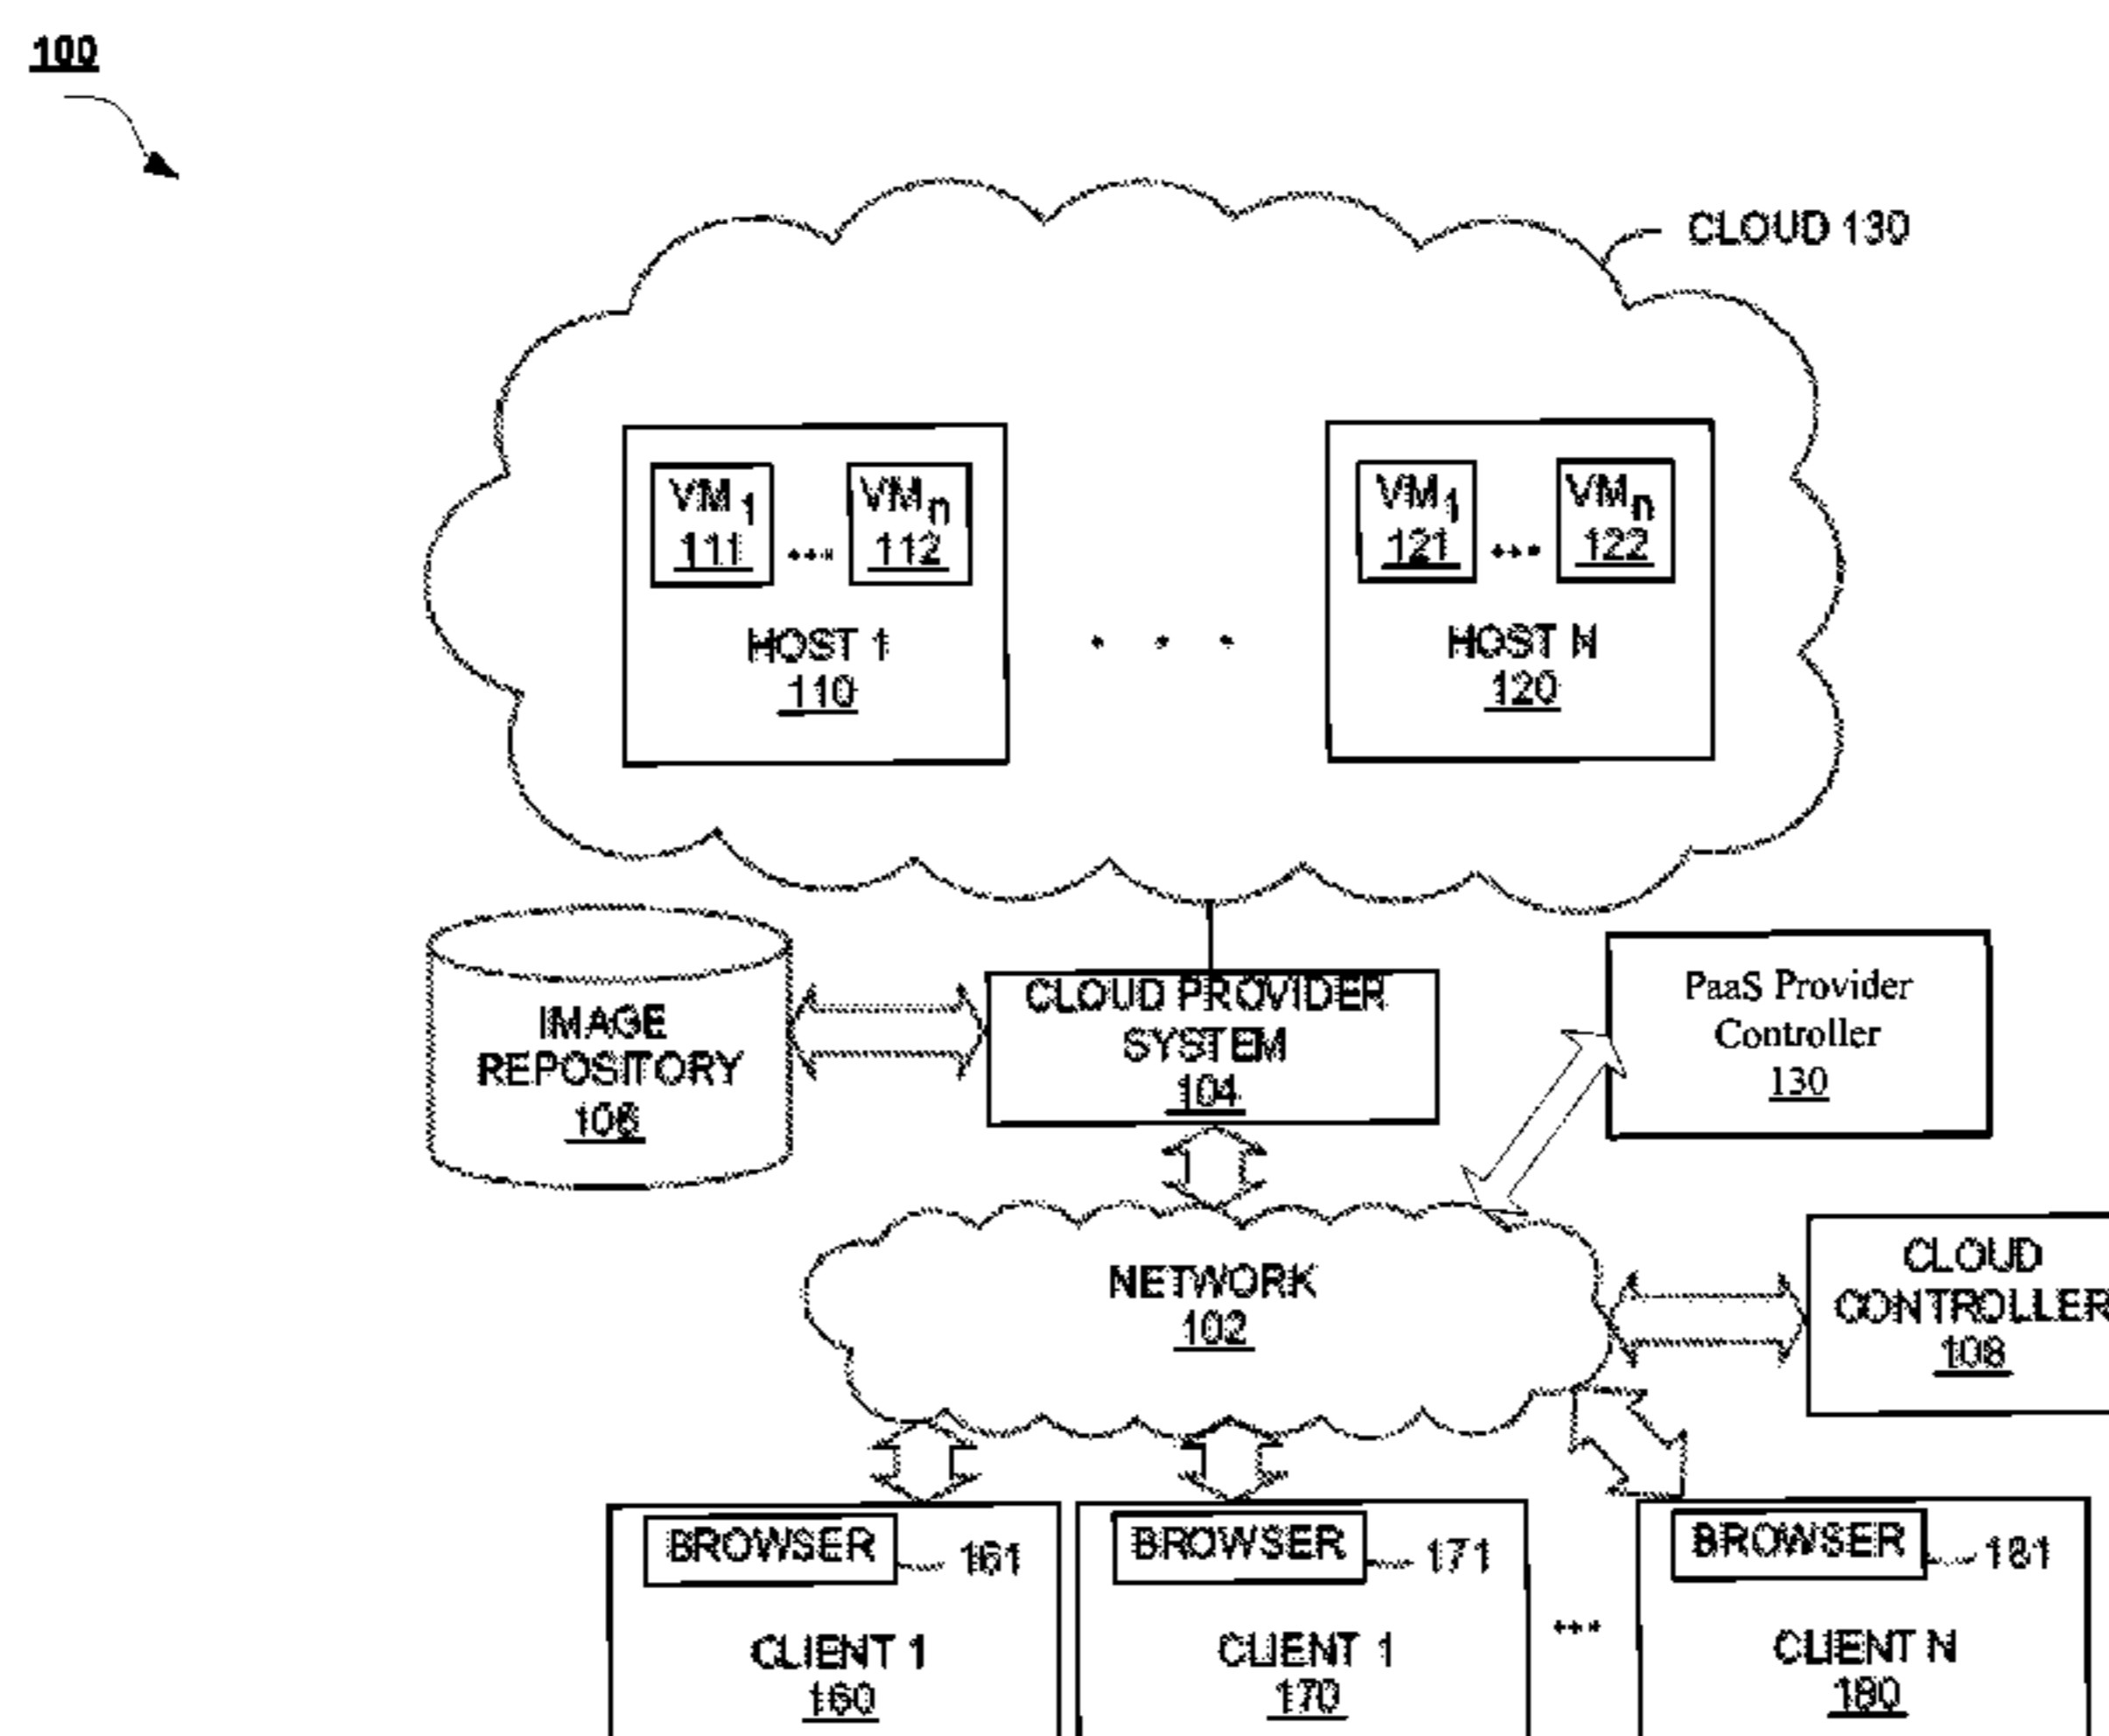 100
CLOUD 130
VM1 VMn
111 ... 112
VM1 VMn
121 ... 122
HOST 1
110
. . .
HOST N
120
IMAGE
REPOSITORY
106
CLOUD PROVIDER
SYSTEM
104
PaaS Provider
Controller
130
NETWORK
102
CLOUD
CONTROLLER
108
BROWSER 161
CLIENT 1
160
BROWSER 171
CLIENT 1
170
...
BROWSER 181
CLIENT N
180